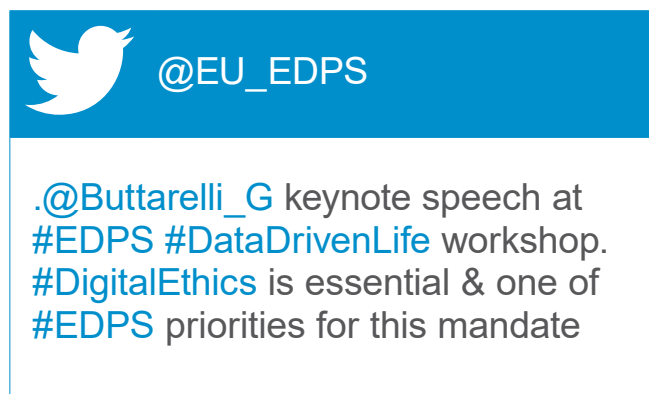 @EU_EDPS
.@Buttarelli_G keynote speech at
#EDPS #DataDrivenLife workshop.
#DigitalEthics is essential & one of
#EDPS priorities for this mandate